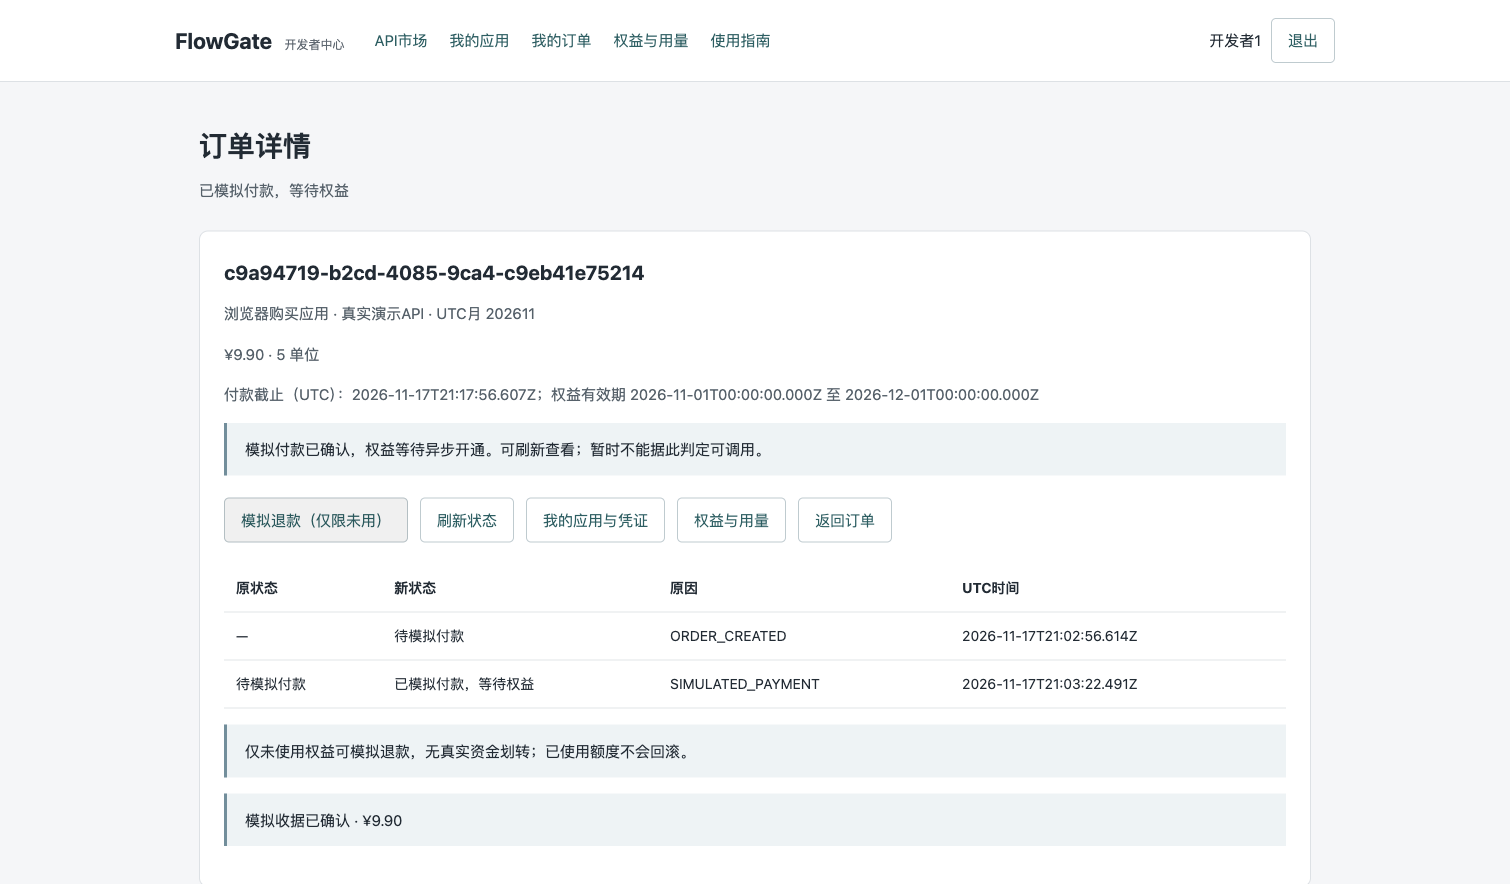 FlowGate 开发者中心 API市场 我的应用 我的订单 权益与用量 使用指南 开发者1 退出
订单详情
已模拟付款，等待权益
c9a94719-b2cd-4085-9ca4-c9eb41e75214
浏览器购买应用 · 真实演示API · UTC月 202611
¥9.90 · 5 单位
付款截止（UTC）：2026-11-17T21:17:56.607Z；权益有效期 2026-11-01T00:00:00.000Z 至 2026-12-01T00:00:00.000Z
模拟付款已确认，权益等待异步开通。可刷新查看；暂时不能据此判定可调用。
模拟退款（仅限未用） 刷新状态 我的应用与凭证 权益与用量 返回订单
原状态 新状态 原因 UTC时间
— 待模拟付款 ORDER_CREATED 2026-11-17T21:02:56.614Z
待模拟付款 已模拟付款，等待权益 SIMULATED_PAYMENT 2026-11-17T21:03:22.491Z
仅未使用权益可模拟退款，无真实资金划转；已使用额度不会回滚。
模拟收据已确认 · ¥9.90